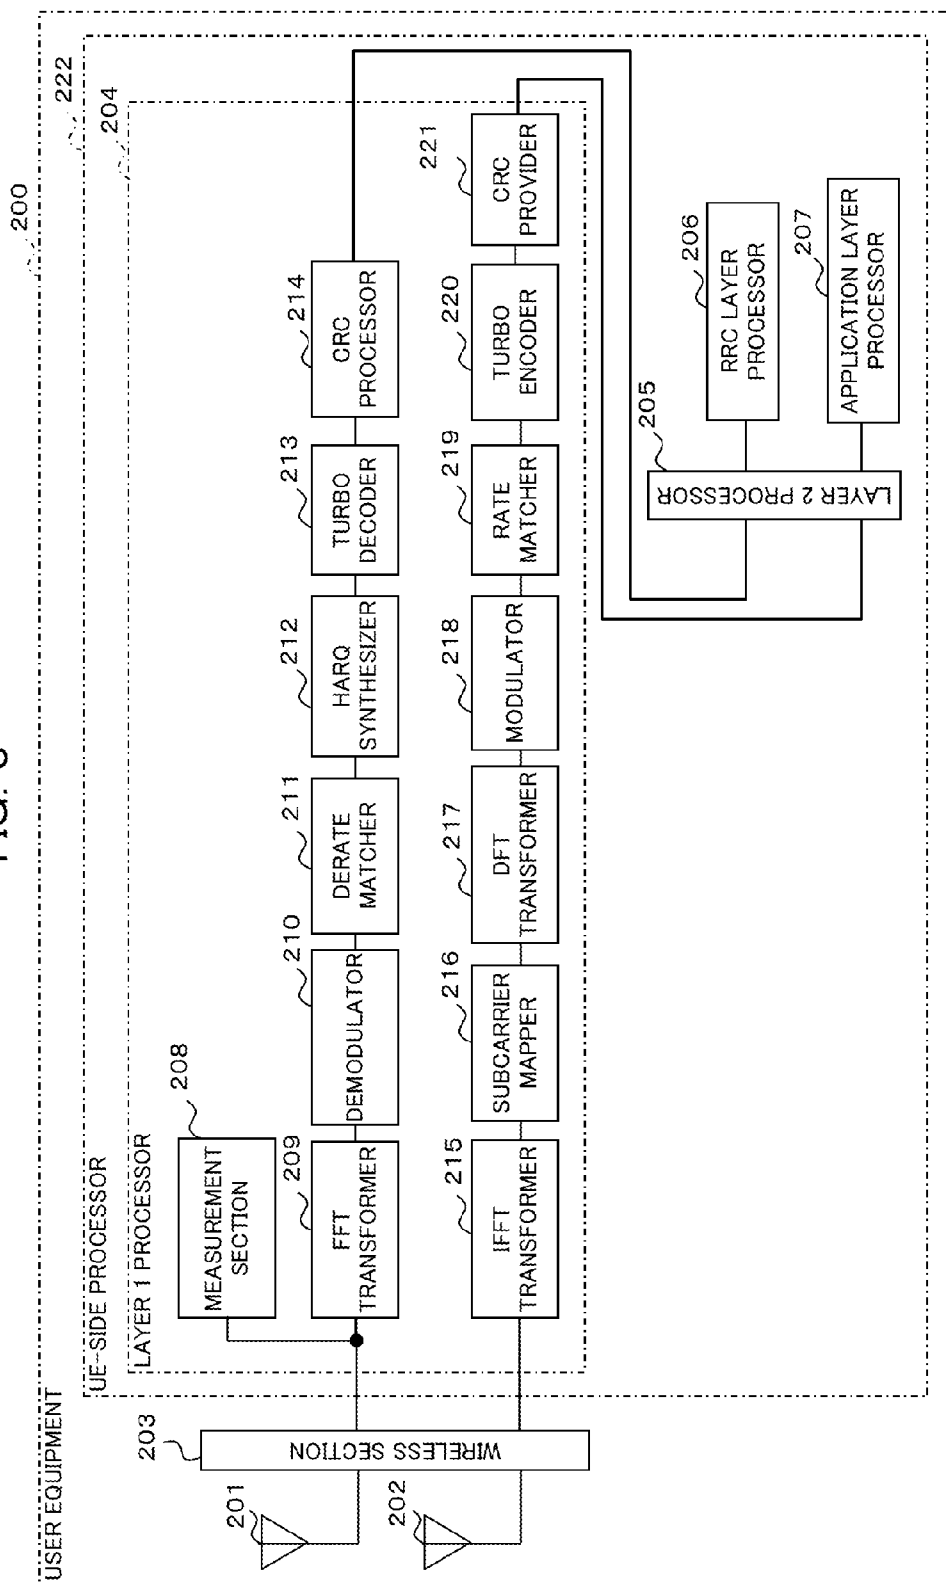 USER EQUIPMENT
200
UE-SIDE PROCESSOR
222
LAYER 1 PROCESSOR
204
201
202
203
WIRELESS SECTION
208
MEASUREMENT
SECTION
209
FFT
TRANSFORMER
210
DEMODULATOR
211
DERATE
MATCHER
212
HARQ
SYNTHESIZER
213
TURBO
DECODER
214
CRC
PROCESSOR
215
IFFT
TRANSFORMER
216
SUBCARRIER
MAPPER
217
DFT
TRANSFORMER
218
MODULATOR
219
RATE
MATCHER
220
TURBO
ENCODER
221
CRC
PROVIDER
205
LAYER 2 PROCESSOR
206
RRC LAYER
PROCESSOR
207
APPLICATION LAYER
PROCESSOR